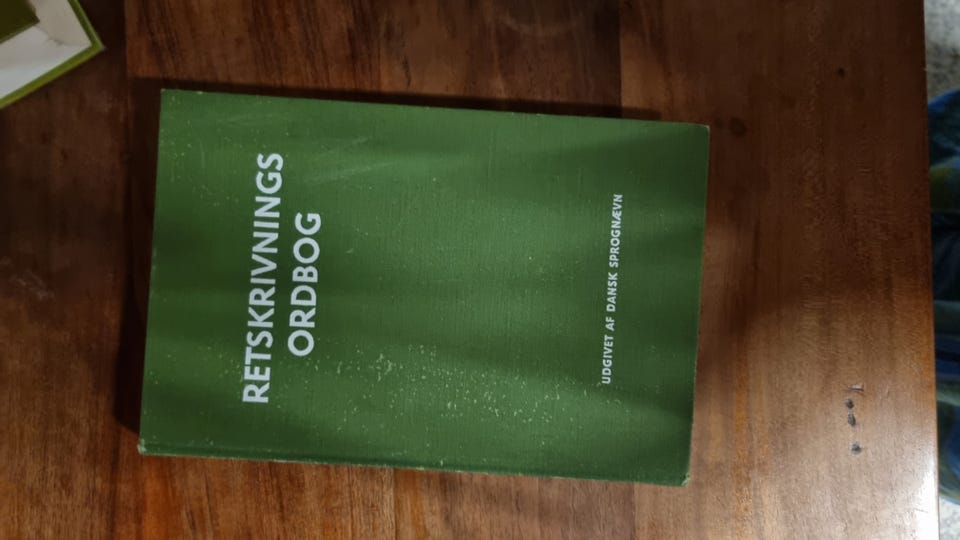 RETSKRIVNINGS
ORDBOG
UDGIVET AF DANSK SPROGNÆVN